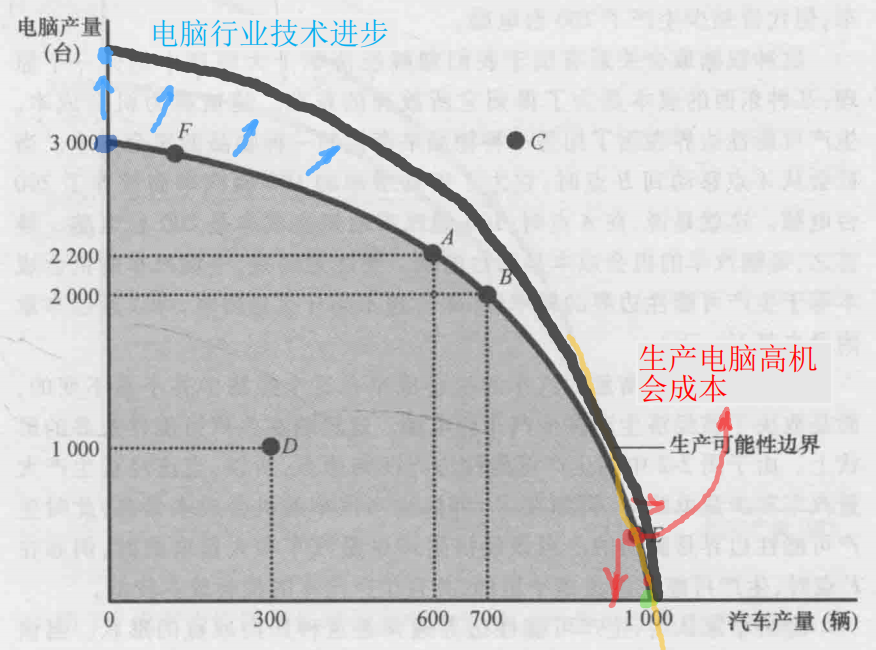 电脑产量
(台)
电脑行业技术进步
3 000
F
C
A
2 200
B
2 000
生产电脑高机
会成本
1 000
D
生产可能性边界
0
300
600
700
1 000
汽车产量(辆)